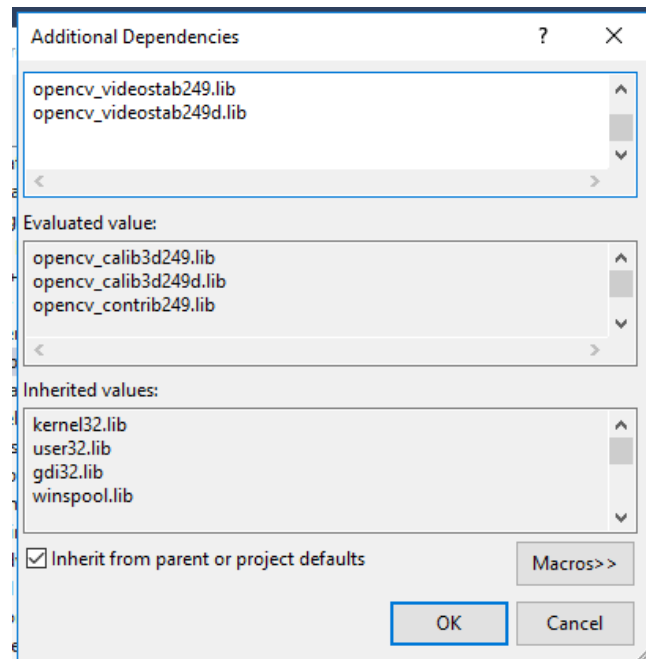 Additional Dependencies
opencv_videostab249.lib
opencv_videostab249d.lib
Evaluated value:
opencv_calib3d249.lib
opencv_calib3d249d.lib
opencv_contrib249.lib
Inherited values:
kernel32.lib
user32.lib
gdi32.lib
winspool.lib
Inherit from parent or project defaults
Macros>>
OK
Cancel